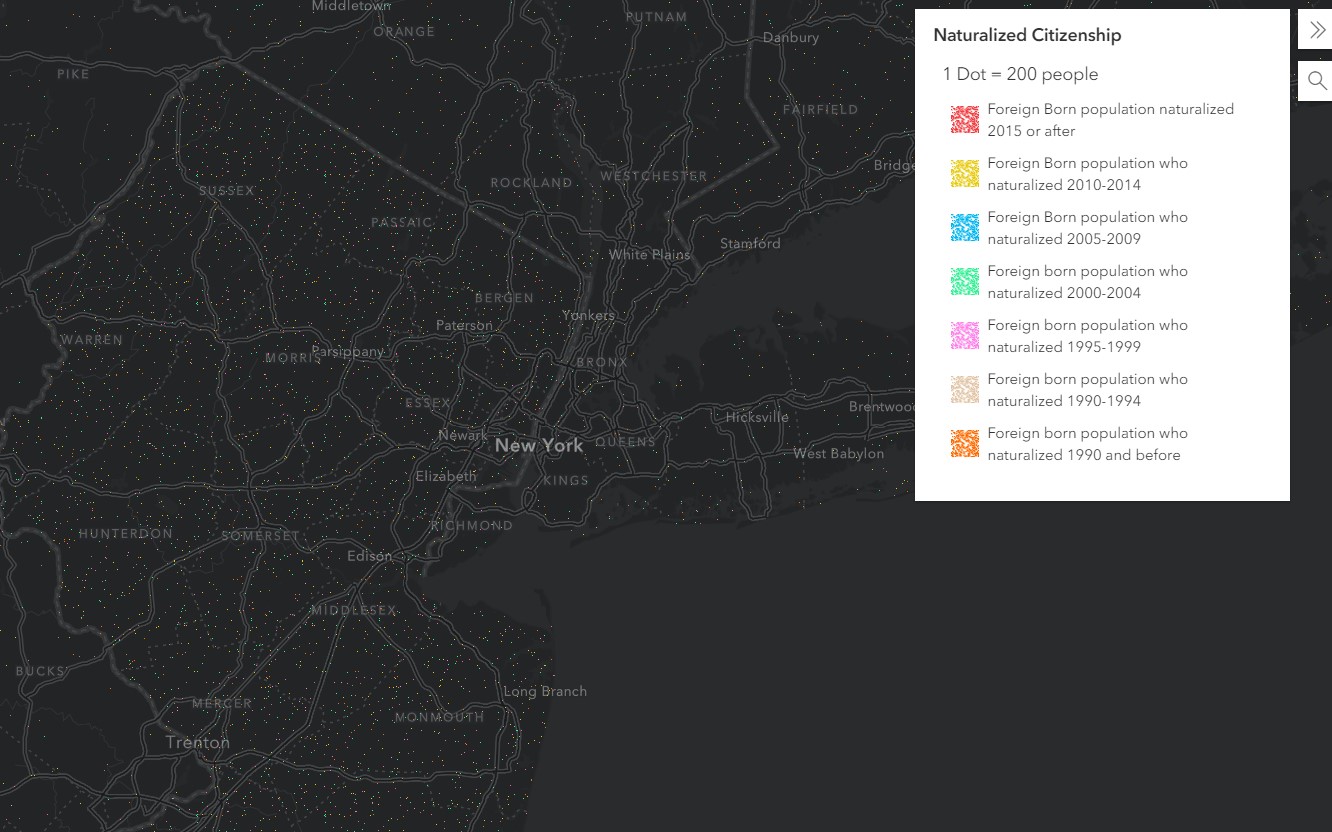 Middletown
PUTNAM
ORANGE
Danbury
PIKE
FAIRFIELD
Bridge
SUSSEX
ROCKLAND
WESTCHESTER
PASSAIC
Stamford
White Plains
BERGEN
Yonkers
Paterson
WARREN
MORRIS
Parsippany
BRONX
ESSEX
Hicksville
Brentwood
Newark
New York
QUEENS
West Babylon
Elizabeth
KINGS
RICHMOND
HUNTERDON
SOMERSET
Edison
MIDDLESEX
BUCKS
Long Branch
MERCER
MONMOUTH
Trenton
Naturalized Citizenship
1 Dot = 200 people
Foreign Born population naturalized
2015 or after
Foreign Born population who
naturalized 2010-2014
Foreign Born population who
naturalized 2005-2009
Foreign born population who
naturalized 2000-2004
Foreign born population who
naturalized 1995-1999
Foreign born population who
naturalized 1990-1994
Foreign born population who
naturalized 1990 and before